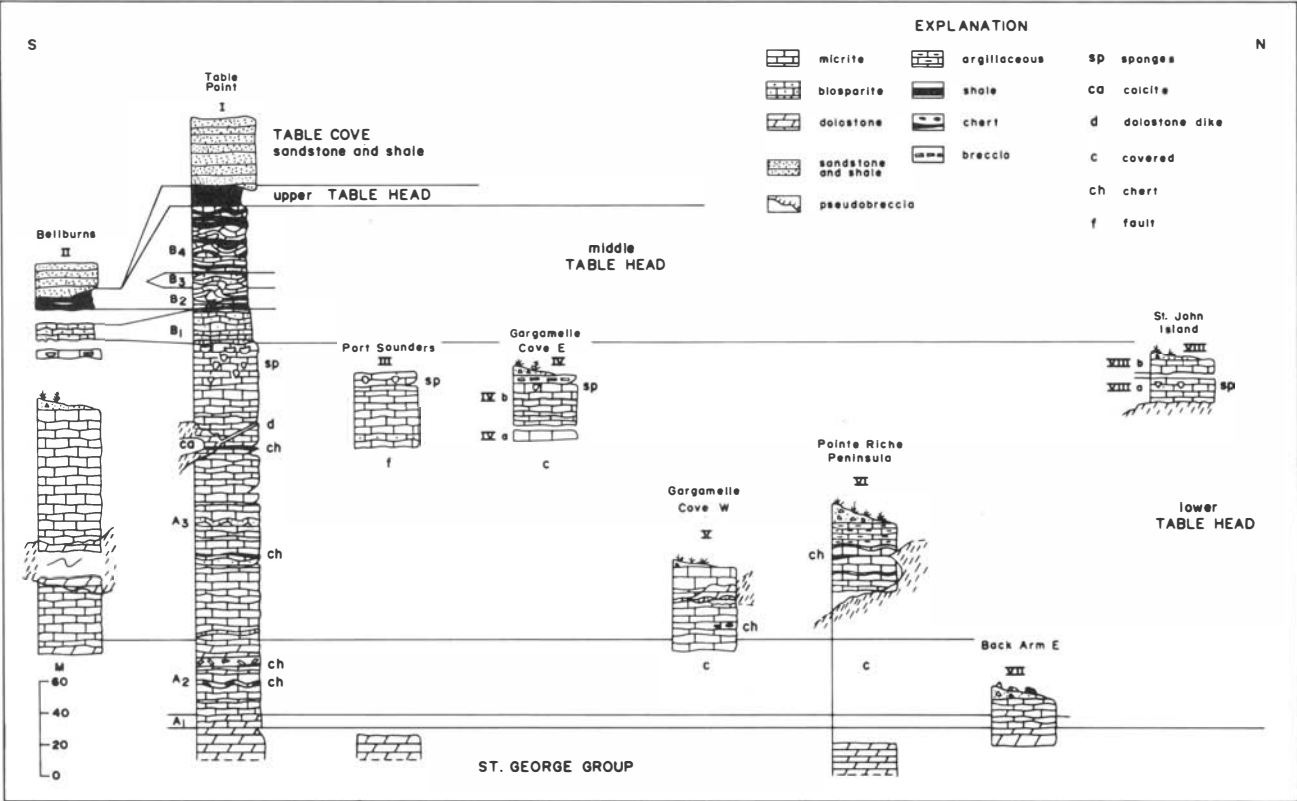 S
N
EXPLANATION
micrite
biosparite
dolostone
sandstone
and shale
pseudobreccia
argillaceous
shale
chert
breccia
sp sponges
ca calcite
d dolostone dike
c covered
ch chert
f fault
Table
Point
I
TABLE COVE
sandstone and shale
upper TABLE HEAD
middle
TABLE HEAD
lower
TABLE HEAD
ST. GEORGE GROUP
Bellburns
II
B4
B3
B2
B1
A3
A2
A1
sp
d
ca
ch
ch
ch
ch
Port Saunders
III
sp
f
Gargamelle
Cove E
IV
sp
IV b
IV a
c
Gargamelle
Cove W
V
ch
c
Pointe Riche
Peninsula
VI
ch
c
Back Arm E
VII
St. John
Island
VIII
VIII b
VIII a
sp
M
60
40
20
0